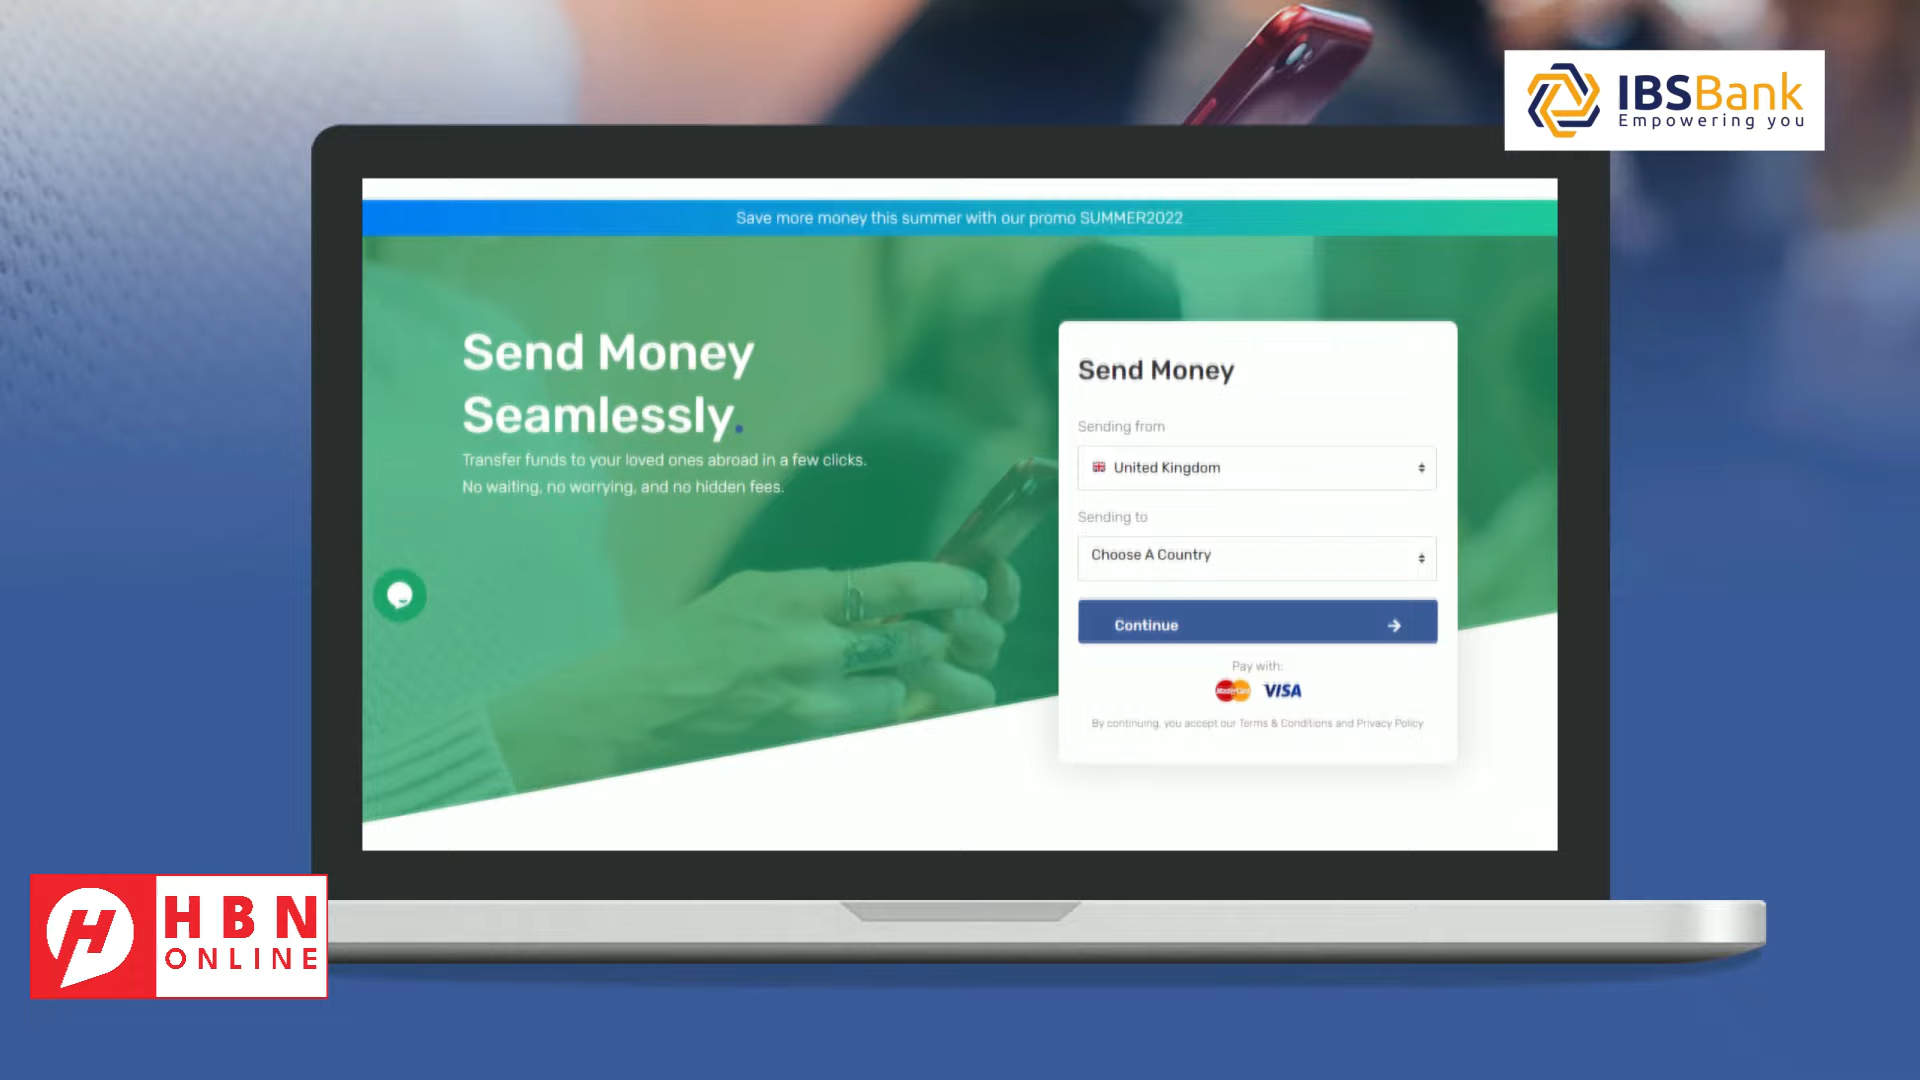 IBSBank
Empowering you
Save more money this summer with our promo SUMMER2022
Send Money
Seamlessly.
Transfer funds to your loved ones abroad in a few clicks.
No waiting, no worrying, and no hidden fees.
Send Money
Sending from
United Kingdom
Sending to
Choose A Country
Continue
Pay with:
MasterCard VISA
By continuing, you accept our Terms & Conditions and Privacy Policy
H HBN
ONLINE